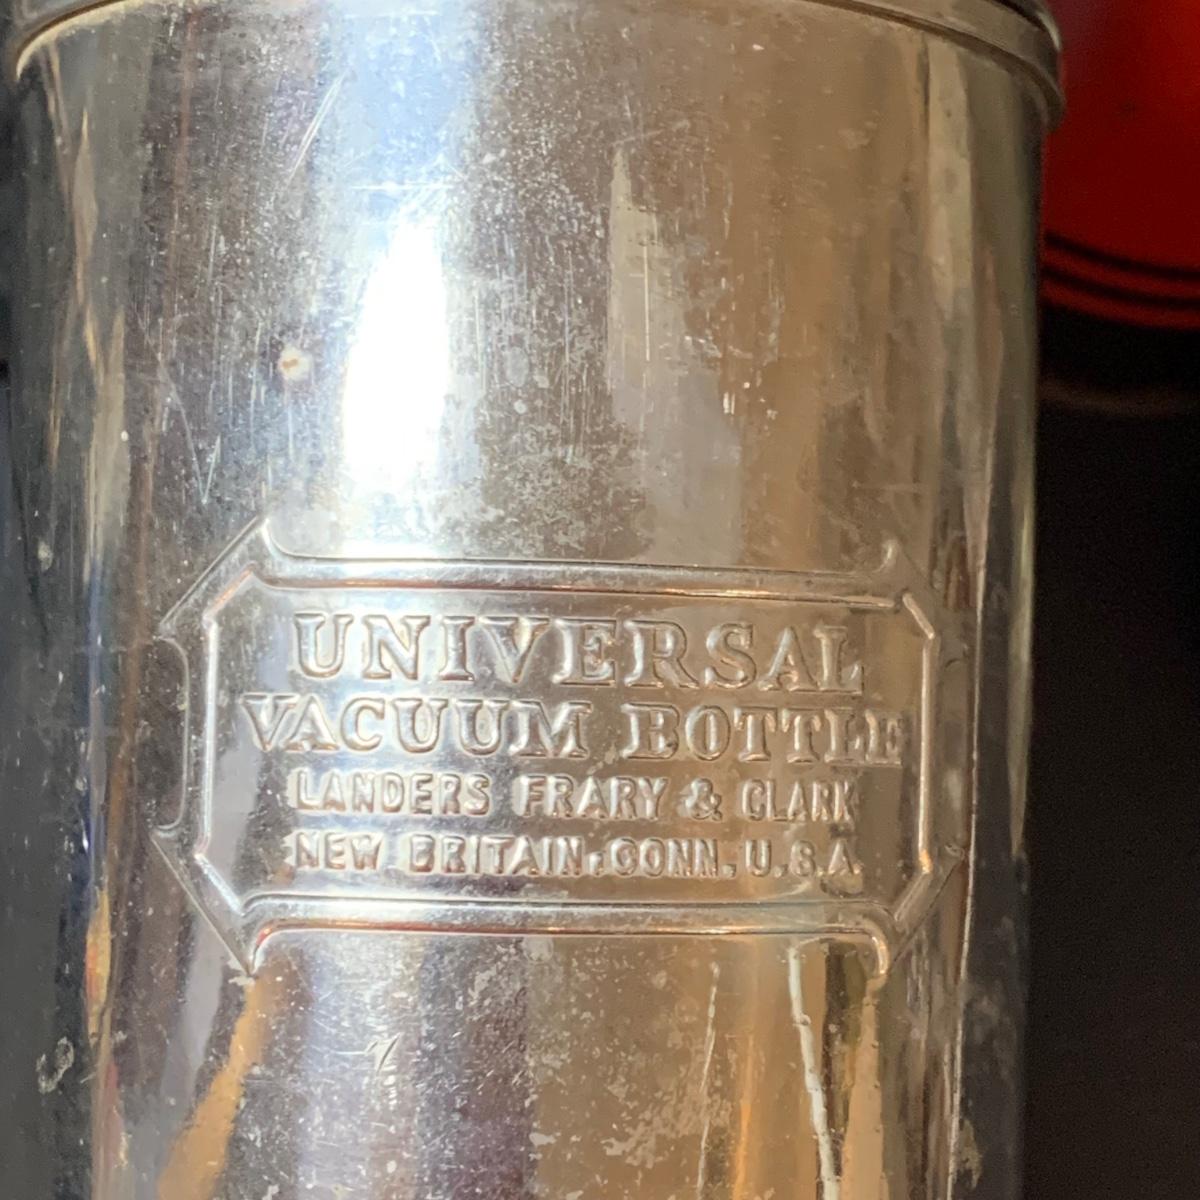 UNIVERSAL
VACUUM BOTTLE
LANDERS FRARY & CLARK
NEW BRITAIN, CONN. U.S.A.